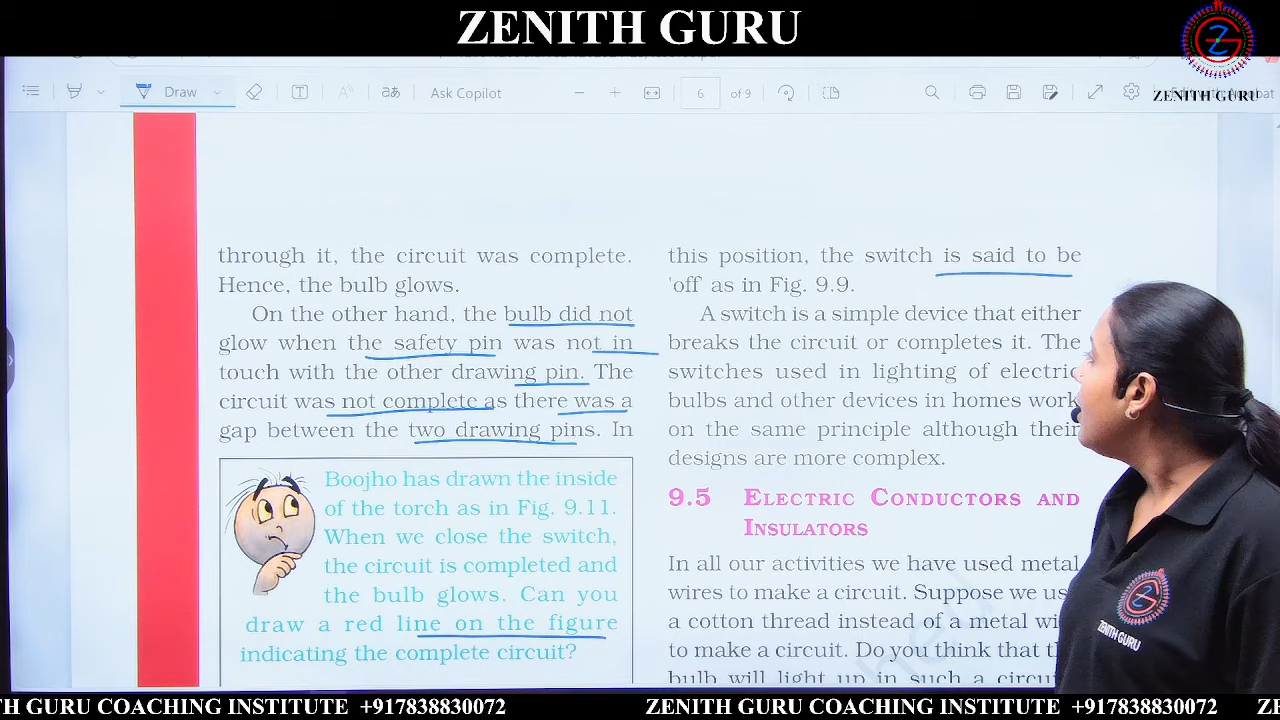 ZENITH GURU
Draw
aあ
Ask Copilot
6
of 9
ZENITH GURU
through it, the circuit was complete.
Hence, the bulb glows.
On the other hand, the bulb did not
glow when the safety pin was not in
touch with the other drawing pin. The
circuit was not complete as there was a
gap between the two drawing pins. In
Boojho has drawn the inside
of the torch as in Fig. 9.11.
When we close the switch,
the circuit is completed and
the bulb glows. Can you
draw a red line on the figure
indicating the complete circuit?
this position, the switch is said to be
'off' as in Fig. 9.9.
A switch is a simple device that either
breaks the circuit or completes it. The
switches used in lighting of electric
bulbs and other devices in homes work
on the same principle although their
designs are more complex.
9.5 ELECTRIC CONDUCTORS AND
INSULATORS
In all our activities we have used metal
wires to make a circuit. Suppose we us
a cotton thread instead of a metal wi
to make a circuit. Do you think that t
bulb will light up in such a circui
ZENITH GURU
TH GURU COACHING INSTITUTE +917838830072 ZENITH GURU COACHING INSTITUTE +917838830072 ZE